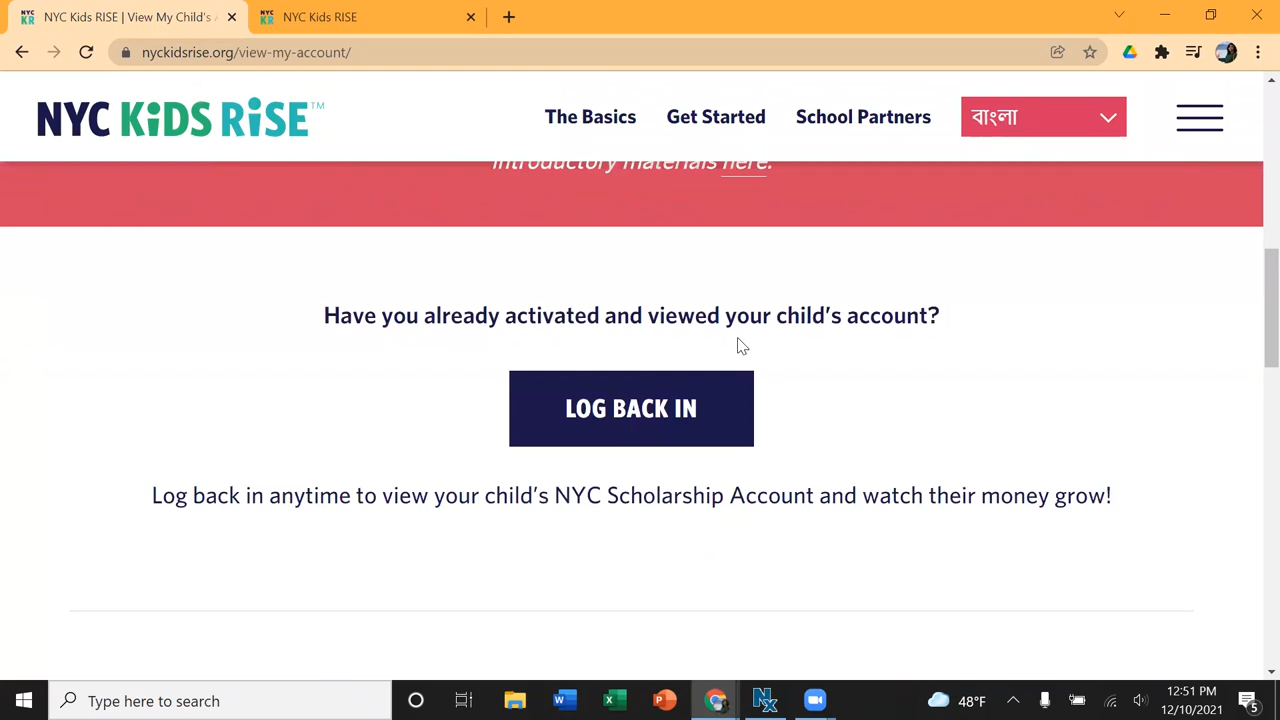 NYC Kids RISE | View My Child's
NYC Kids RISE
nyckidsrise.org/view-my-account/
NYC KiDS RiSE™
The Basics
Get Started
School Partners
বাংলা
introductory materials here.
Have you already activated and viewed your child's account?
LOG BACK IN
Log back in anytime to view your child's NYC Scholarship Account and watch their money grow!
Type here to search
48°F
12:51 PM
12/10/2021
5